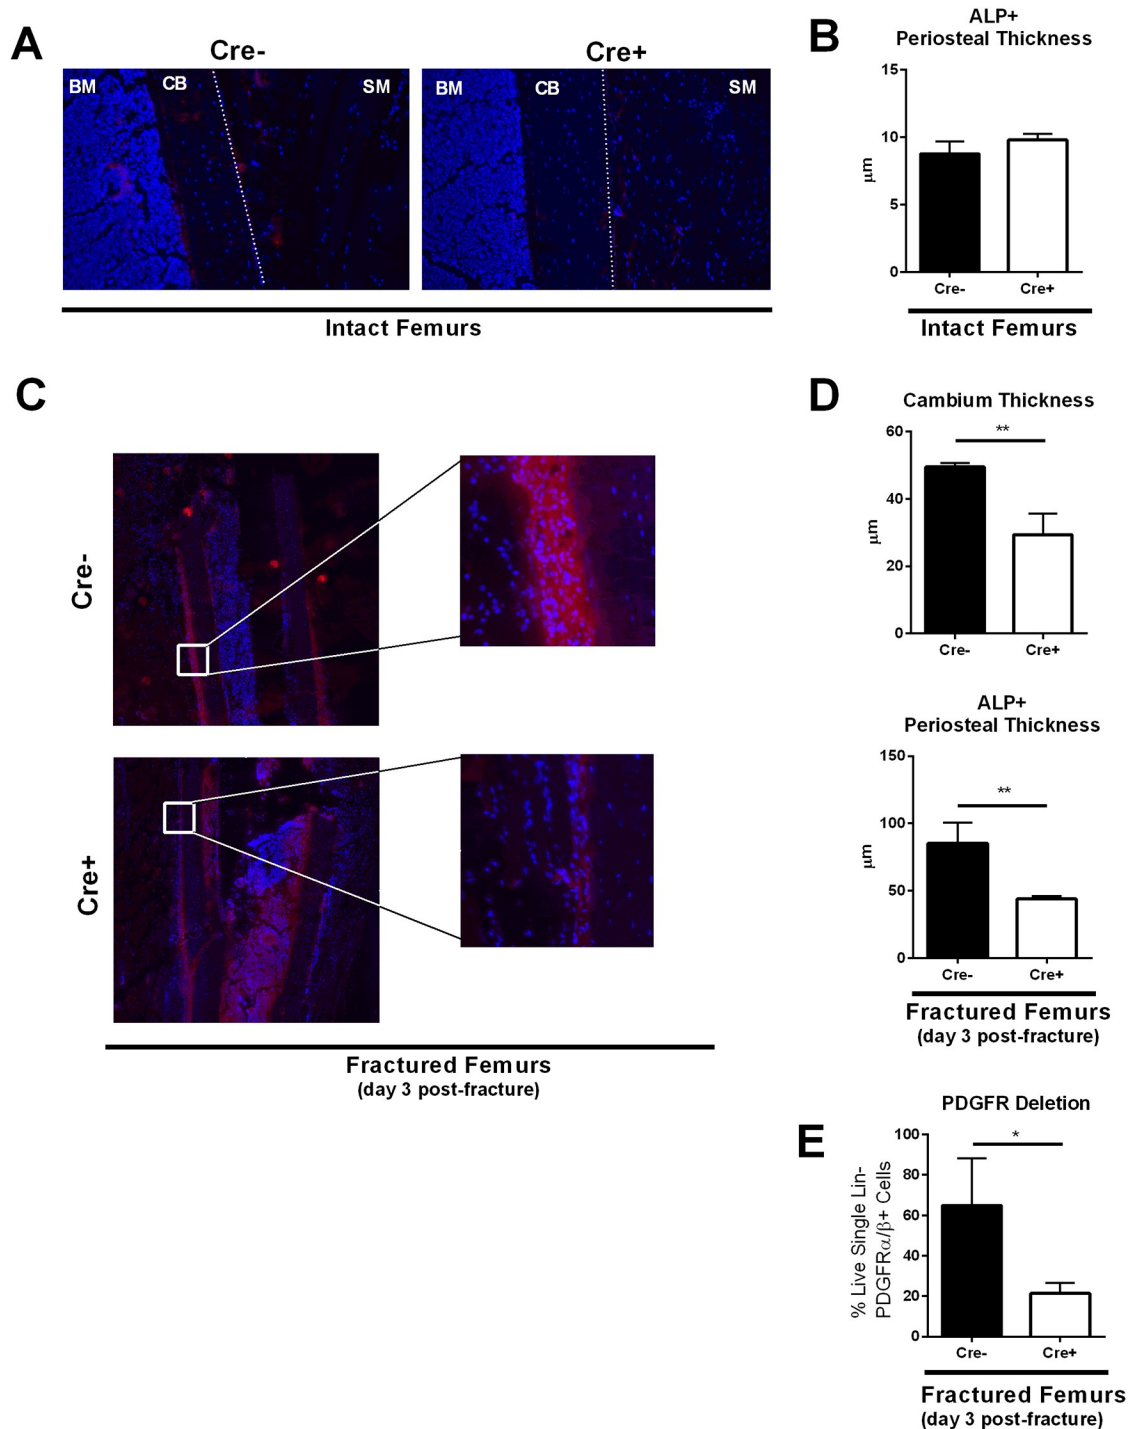 A
Cre-
Cre+
BM
CB
SM
BM
CB
SM
Intact Femurs
B
ALP+
Periosteal Thickness
15
10
5
0
μm
Cre-
Cre+
Intact Femurs
C
Cre-
Cre+
Fractured Femurs
(day 3 post-fracture)
D
Cambium Thickness
60
40
20
0
μm
**
Cre-
Cre+
ALP+
Periosteal Thickness
150
100
50
0
μm
**
Cre-
Cre+
Fractured Femurs
(day 3 post-fracture)
E
PDGFR Deletion
% Live Single Lin-
PDGFRα/β+ Cells
100
80
60
40
20
0
*
Cre-
Cre+
Fractured Femurs
(day 3 post-fracture)